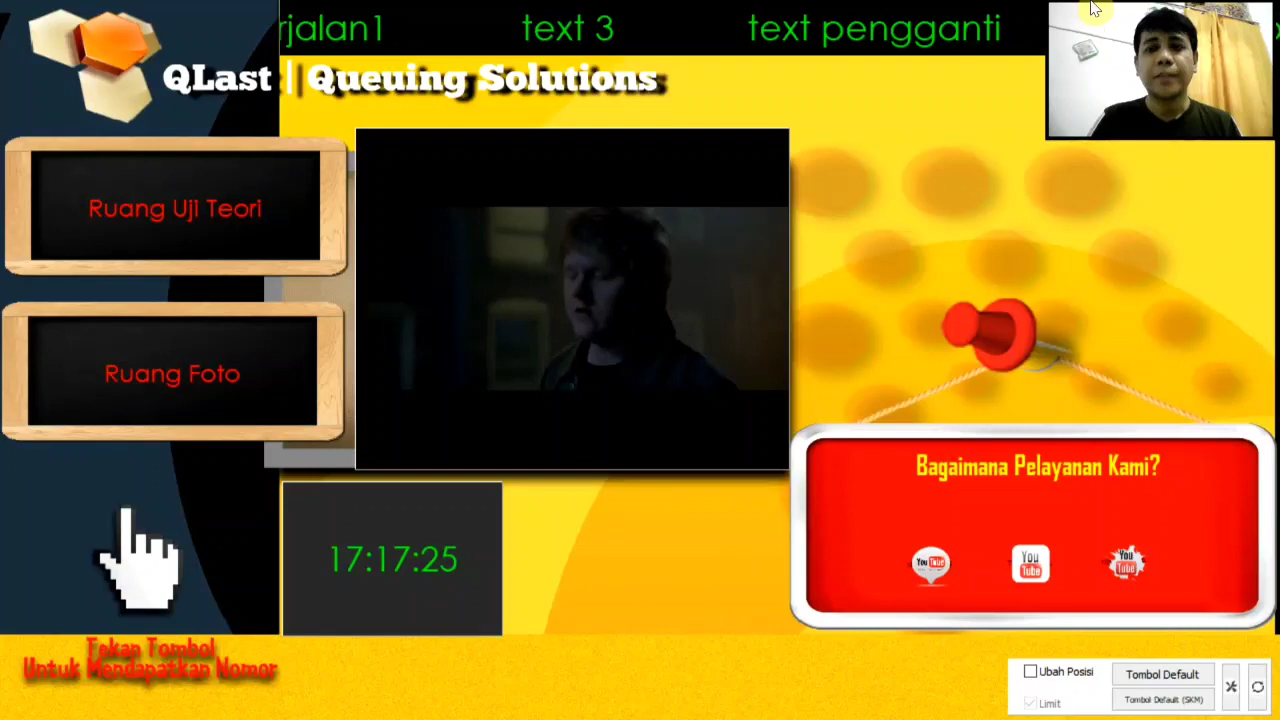 rjalan1 text 3 text pengganti
QLast || Queuing Solutions
Ruang Uji Teori
Ruang Foto
17:17:25
Bagaimana Pelayanan Kami?
You Tube
You
Tube
You
Tube
Tekan Tombol
Untuk Mendapatkan Nomor
Ubah Posisi
Tombol Default
Limit
Tombol Default (SKM)